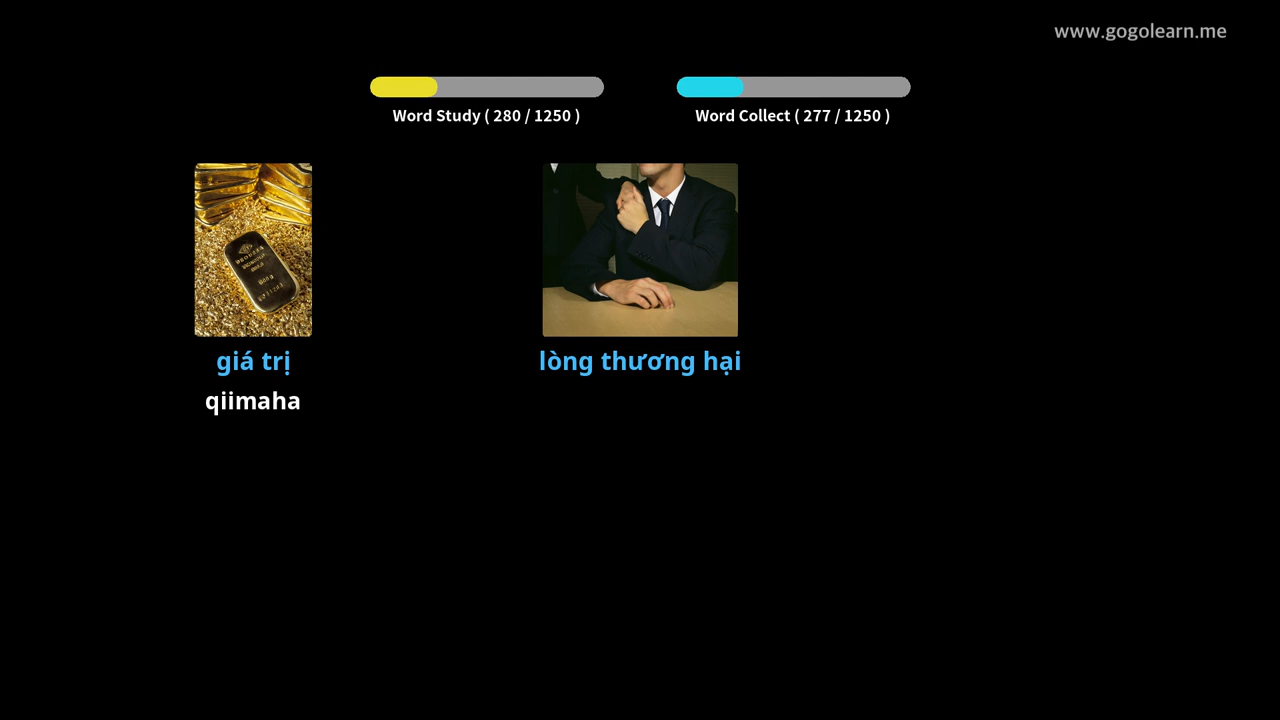 www.gogolearn.me
Word Study ( 280 / 1250 )
Word Collect ( 277 / 1250 )
giá trị
qiimaha
lòng thương hại